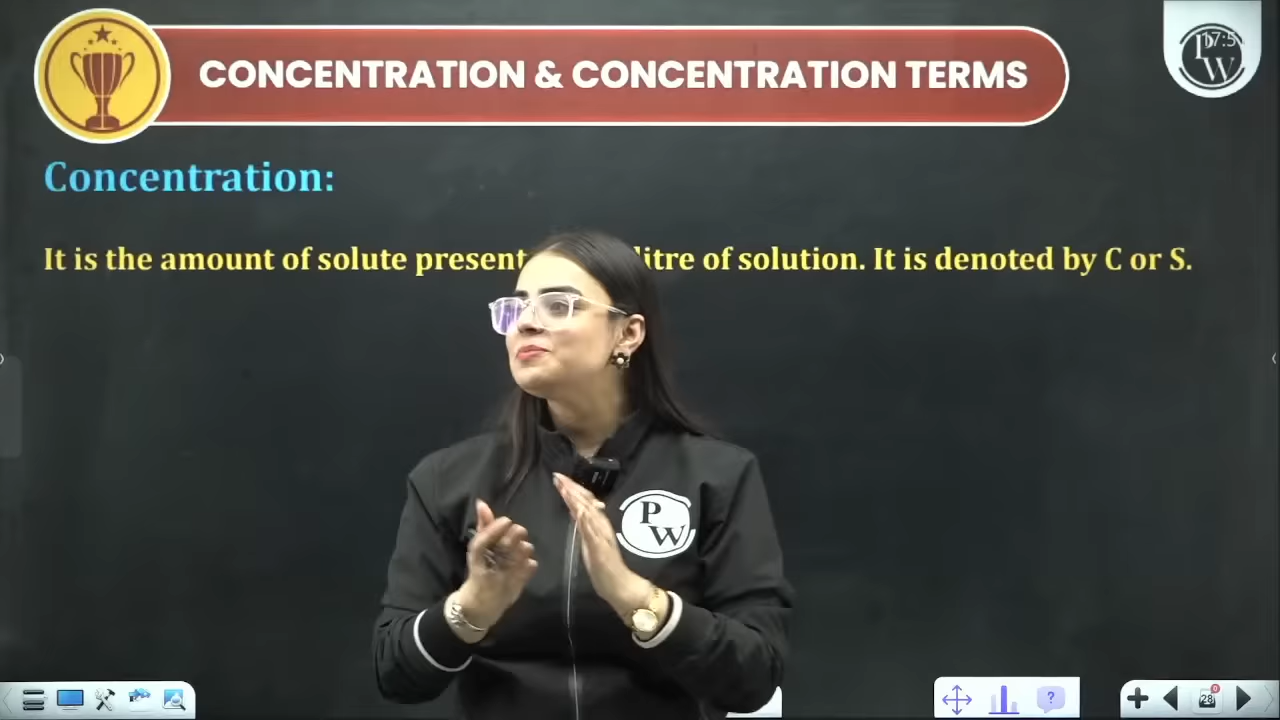 CONCENTRATION & CONCENTRATION TERMS
Concentration:
It is the amount of solute present litre of solution. It is denoted by C or S.
P
W
28